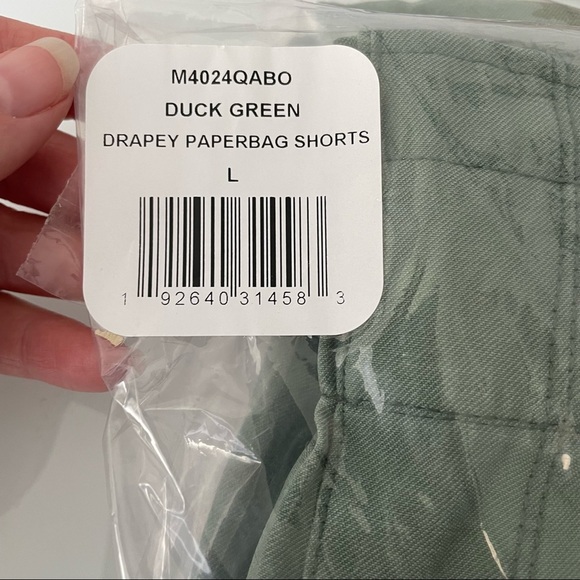 M4024QABO
DUCK GREEN
DRAPEY PAPERBAG SHORTS
L
1 92640 31458 3